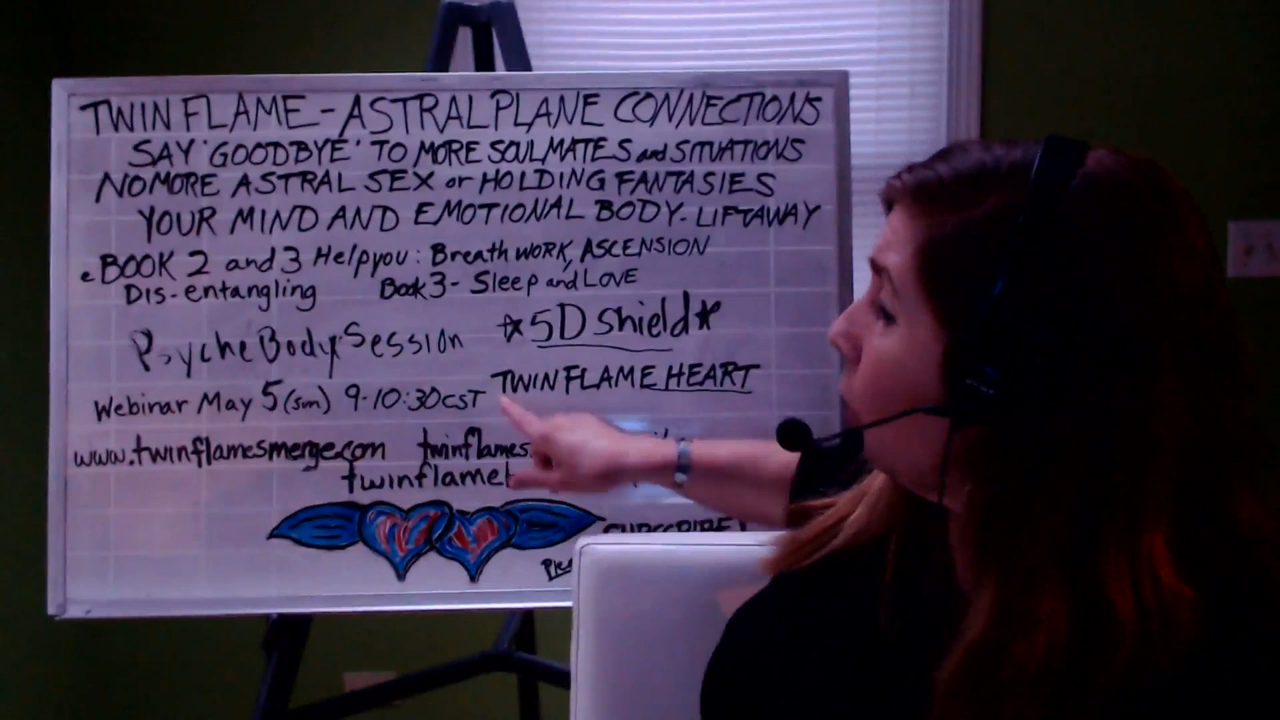 TWIN FLAME - ASTRAL PLANE CONNECTIONS
SAY 'GOODBYE' TO MORE SOULMATES and SITUATIONS
NO MORE ASTRAL SEX or HOLDING FANTASIES
YOUR MIND AND EMOTIONAL BODY - LIFT AWAY
• BOOK 2 and 3 Help you: Breath WORK, ASCENSION
Dis-entangling Book 3 - Sleep and LOVE
Psyche Body Session ☆5D Shield☆
TWIN FLAME HEART
Webinar May 5 (sun) 9-10:30 CST
www.twinflamesmerge.com twinflames
twinflame
SUBSCRIBE!